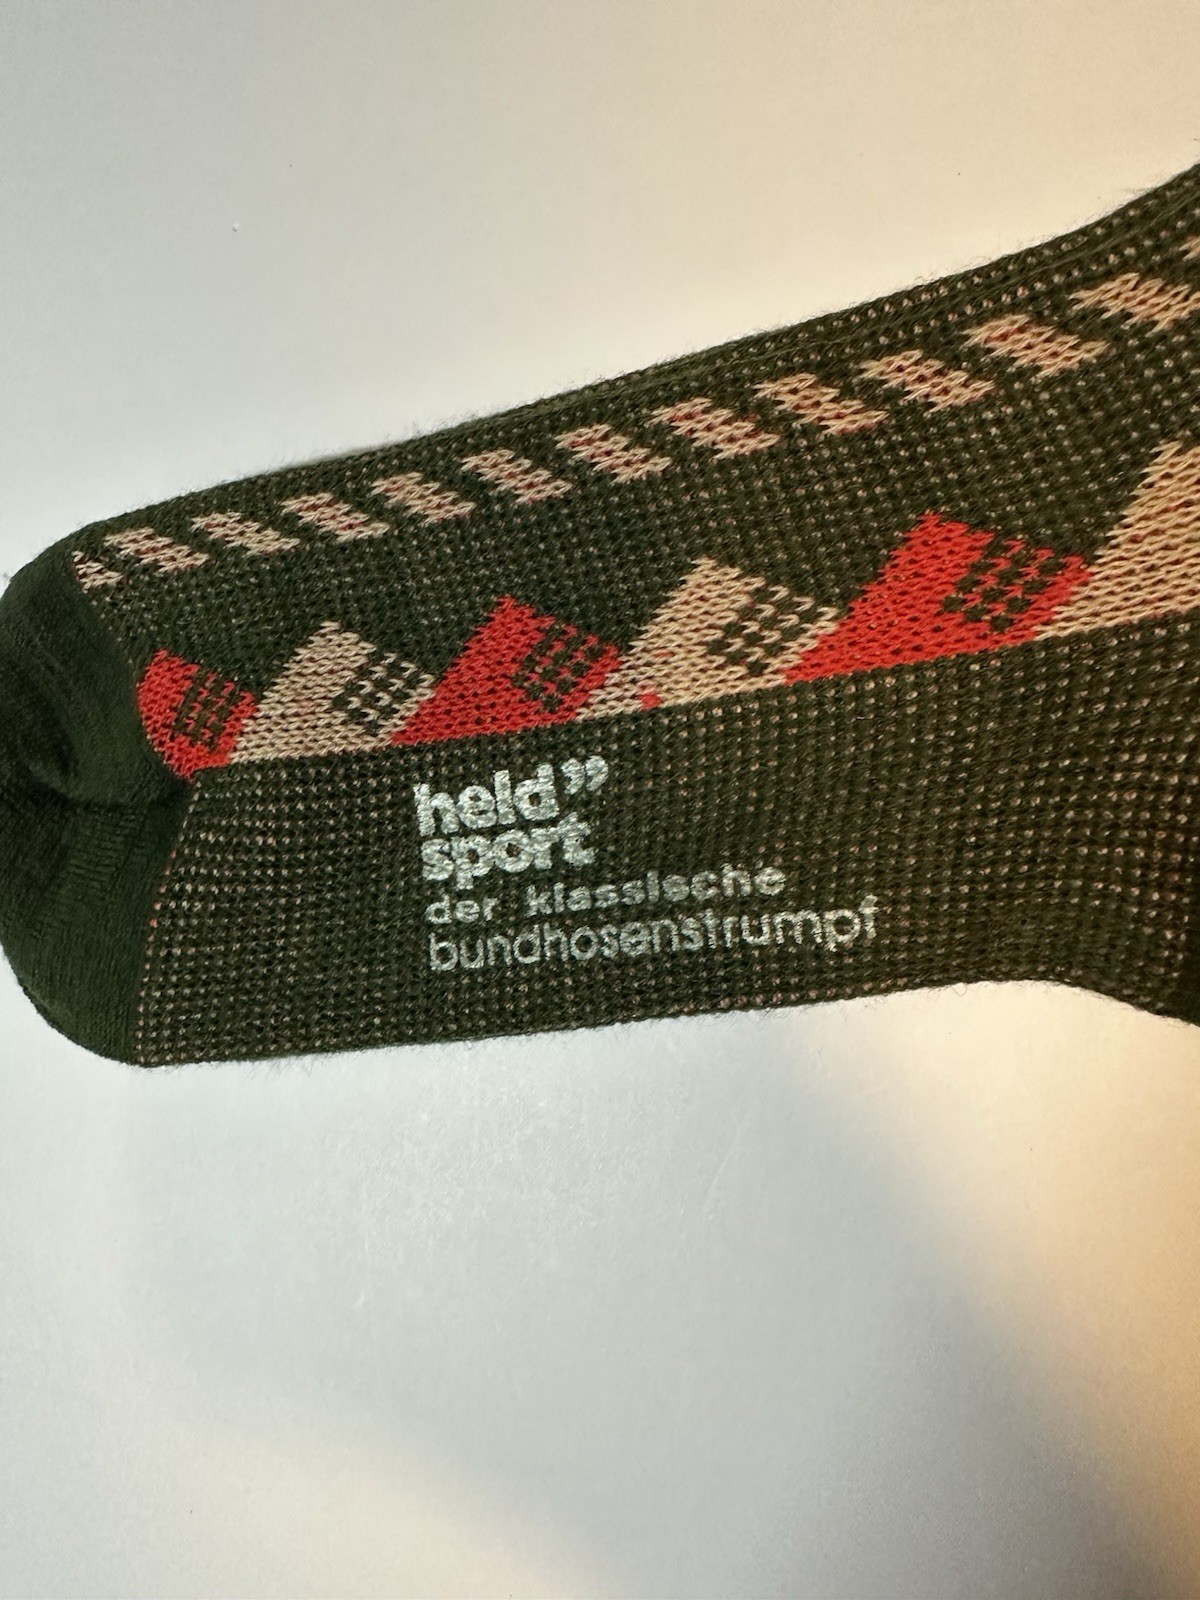 held”
sport
der klassische
bundhosenstrumpf